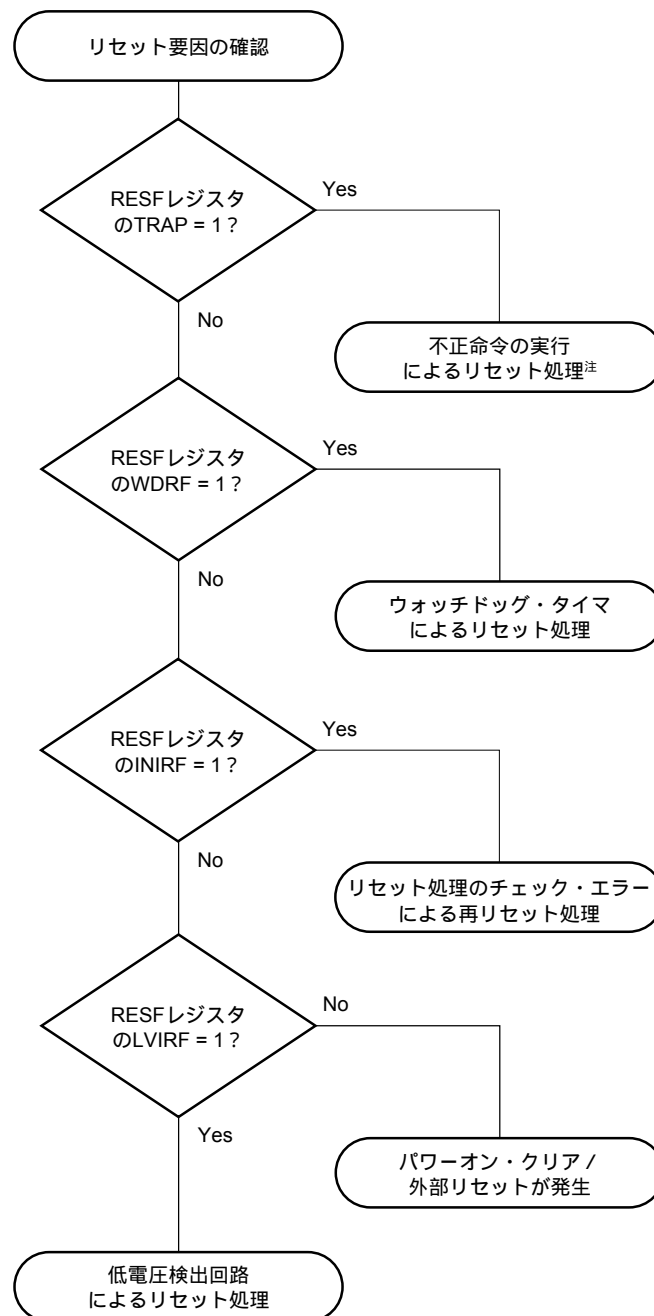 リセット要因の確認
RESFレジスタ
のTRAP = 1？
Yes
No
不正命令の実行
によるリセット処理注
RESFレジスタ
のWDRF = 1？
Yes
No
ウォッチドッグ・タイマ
によるリセット処理
RESFレジスタ
のINIRF = 1？
Yes
No
リセット処理のチェック・エラー
による再リセット処理
RESFレジスタ
のLVIRF = 1？
No
Yes
パワーオン・クリア /
外部リセットが発生
低電圧検出回路
によるリセット処理